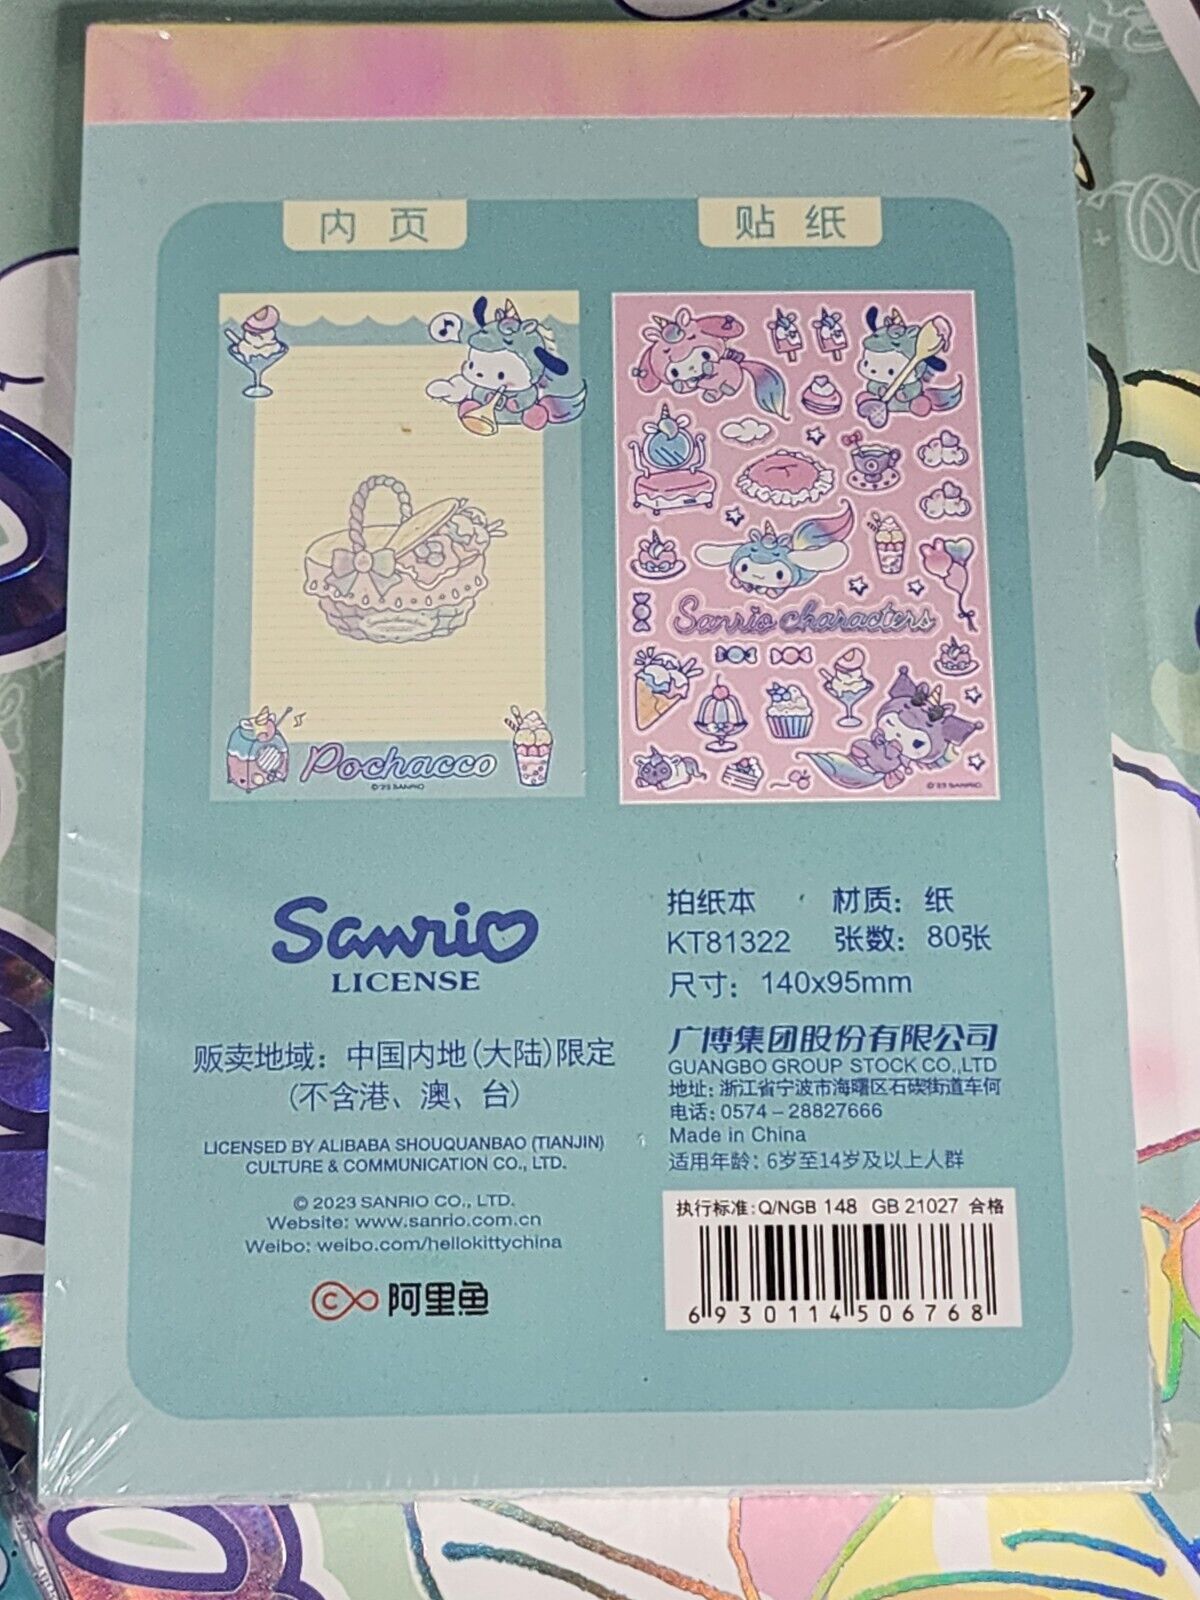 内页
贴纸
Pochacco
©'23 SANRIO
Sanrio characters
©'23 SANRIO
Sanrio
LICENSE
贩卖地域：中国内地(大陆)限定
(不含港、澳、台)
LICENSED BY ALIBABA SHOUQUANBAO (TIANJIN)
CULTURE & COMMUNICATION CO., LTD.
© 2023 SANRIO CO., LTD.
Website: www.sanrio.com.cn
Weibo: weibo.com/hellokittychina
阿里鱼
拍纸本 材质：纸
KT81322 张数：80张
尺寸：140x95mm
广博集团股份有限公司
GUANGBO GROUP STOCK CO.,LTD
地址：浙江省宁波市海曙区石碶街道车何
电话：0574-28827666
Made in China
适用年龄：6岁至14岁及以上人群
执行标准：Q/NGB 148 GB 21027 合格
6930114506768